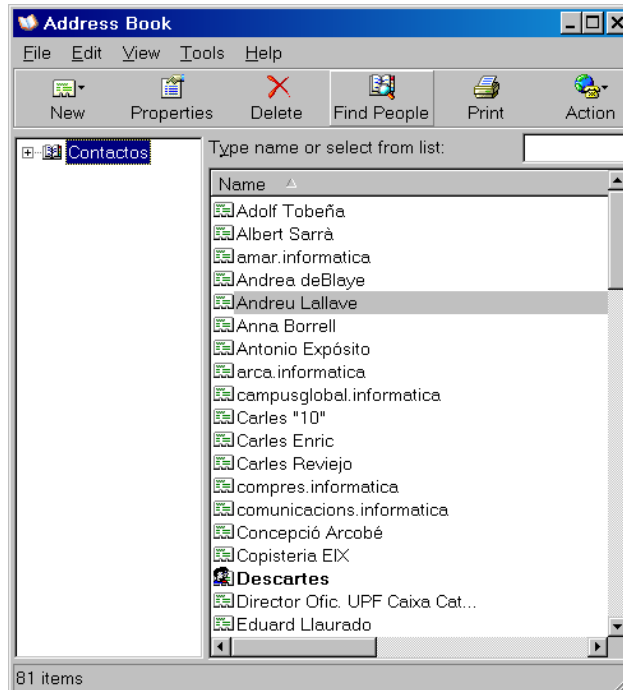 Address Book
File Edit View Tools Help
New Properties Delete Find People Print Action
Contactos
Type name or select from list:
Name
Adolf Tobeña
Albert Sarrà
amar.informatica
Andrea deBlaye
Andreu Lallave
Anna Borrell
Antonio Expósito
arca.informatica
campusglobal.informatica
Carles "10"
Carles Enric
Carles Reviejo
compres.informatica
comunicacions.informatica
Concepció Arcobé
Copisteria EIX
Descartes
Director Ofic. UPF Caixa Cat...
Eduard Llaurado
81 items